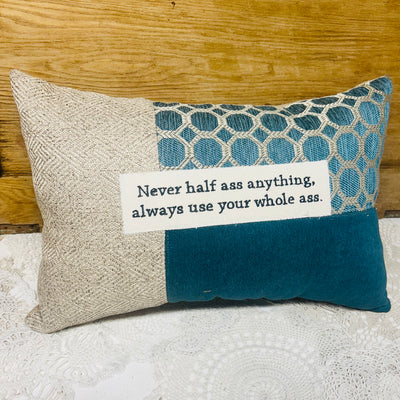 Never half ass anything,
always use your whole ass.